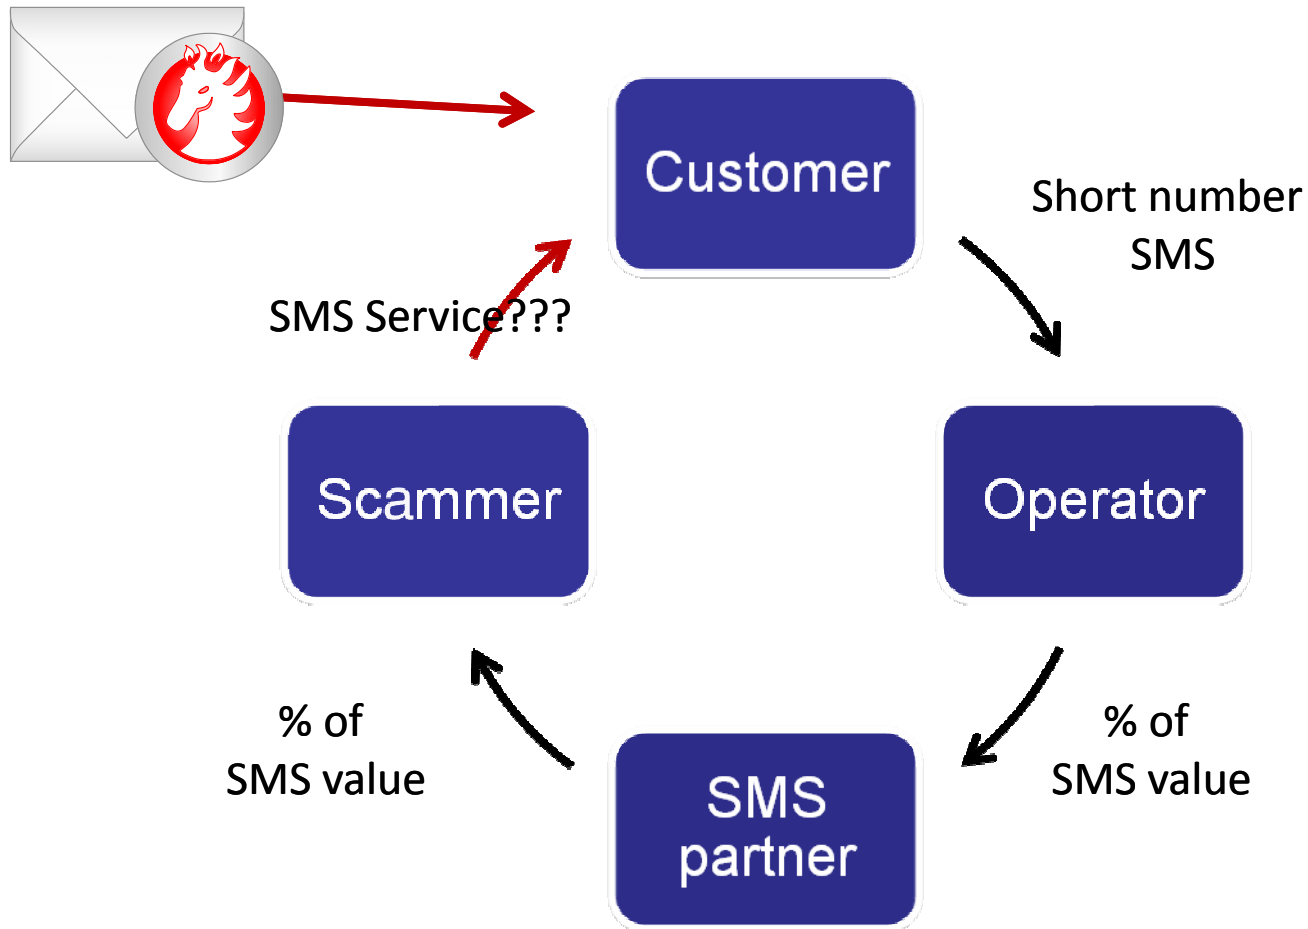 Customer
Short number
SMS
SMS Service???
Scammer
Operator
% of
SMS value
% of
SMS value
SMS
partner